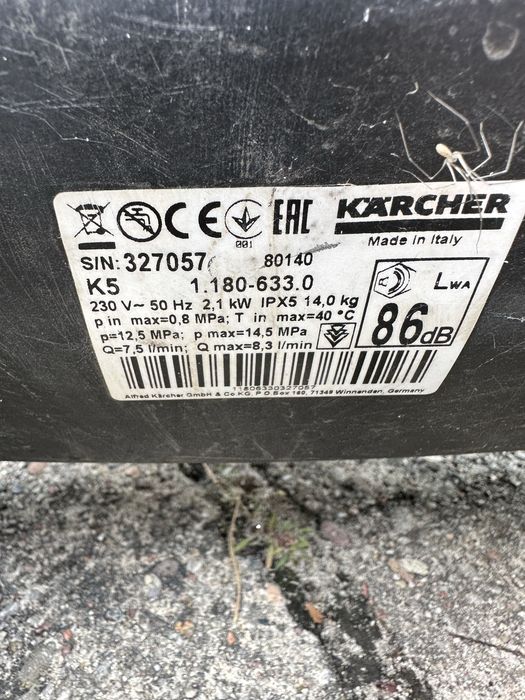 CE 001 EAC KÄRCHER
Made in Italy
S/N: 327057 80140
K5 1.180-633.0
230 V~ 50 Hz 2,1 kW IPX5 14,0 kg
p in max=0,8 MPa; T in max=40 °C
p=12,5 MPa; p max=14,5 MPa
Q=7,5 l/min; Q max=8,3 l/min
LWA
86dB
11806330327057
Alfred Kärcher GmbH & Co.KG, P.O.Box 160, 71349 Winnenden, Germany